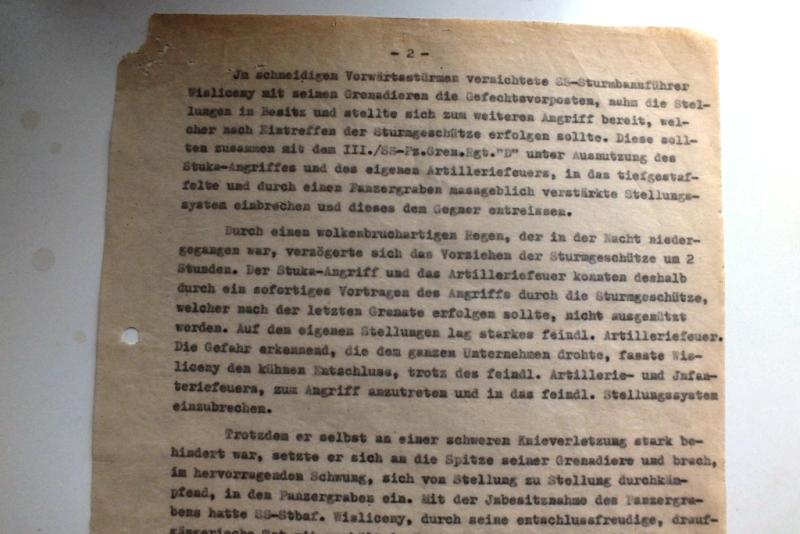 - 2 -
Jn schneidigen Vorwärtsstürmen vernichtete SS-Sturmbannführer
Wisliceny mit seinen Grenadieren die Gefechtsvorposten, nahm die Stel-
lungen in Besitz und stellte sich zum weiteren Angriff bereit, wel-
cher nach Eintreffen der Sturmgeschütze erfolgen sollte. Diese soll-
ten zusammen mit dem III./SS-Pz.Gren.Rgt."D" unter Ausnutzung des
Stuka-Angriffes und des eigenen Artilleriefeuers, in das tiefgestaf-
felte und durch einen Panzergraben massgeblich verstärkte Stellungs-
system einbrechen und dieses dem Gegner entreissen.
Durch einen wolkenbruchartigen Regen, der in der Nacht nieder-
gegangen war, verzögerte sich das Vorziehen der Sturmgeschütze um 2
Stunden. Der Stuka-Angriff und das Artilleriefeuer konnten deshalb
durch ein sofortiges Vortragen des Angriffs durch die Sturmgeschütze,
welcher nach der letzten Granate erfolgen sollte, nicht ausgenützt
werden. Auf den eigenen Stellungen lag starkes feindl. Artilleriefeuer.
Die Gefahr erkennend, die dem ganzen Unternehmen drohte, fasste Wis-
liceny den kühnen Entschluss, trotz des feindl. Artillerie- und Jnfan-
teriefeuers, zum Angriff anzutreten und in das feindl. Stellungssystem
einzubrechen.
Trotzdem er selbst an einer schweren Knieverletzung stark be-
hindert war, setzte er sich an die Spitze seiner Grenadiere und brach,
im hervorragenden Schwung, sich von Stellung zu Stellung durchkäm-
pfend, in den Panzergraben ein. Mit der Jnbesitznahme des Panzergra-
bens hatte SS-Stbaf. Wisliceny, durch seine entschlussfreudige, drauf-
gängerische Tat